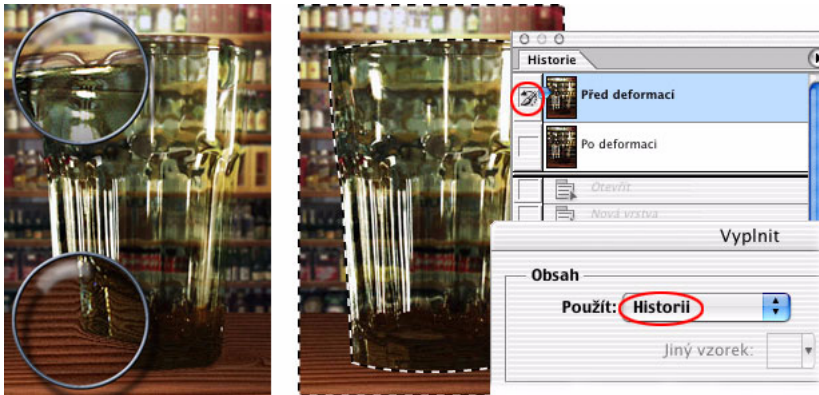 Historie
Před deformací
Po deformaci
Otevřít
Nová vrstva
Vyplnit
Obsah
Použít: Historii
Jiný vzorek: